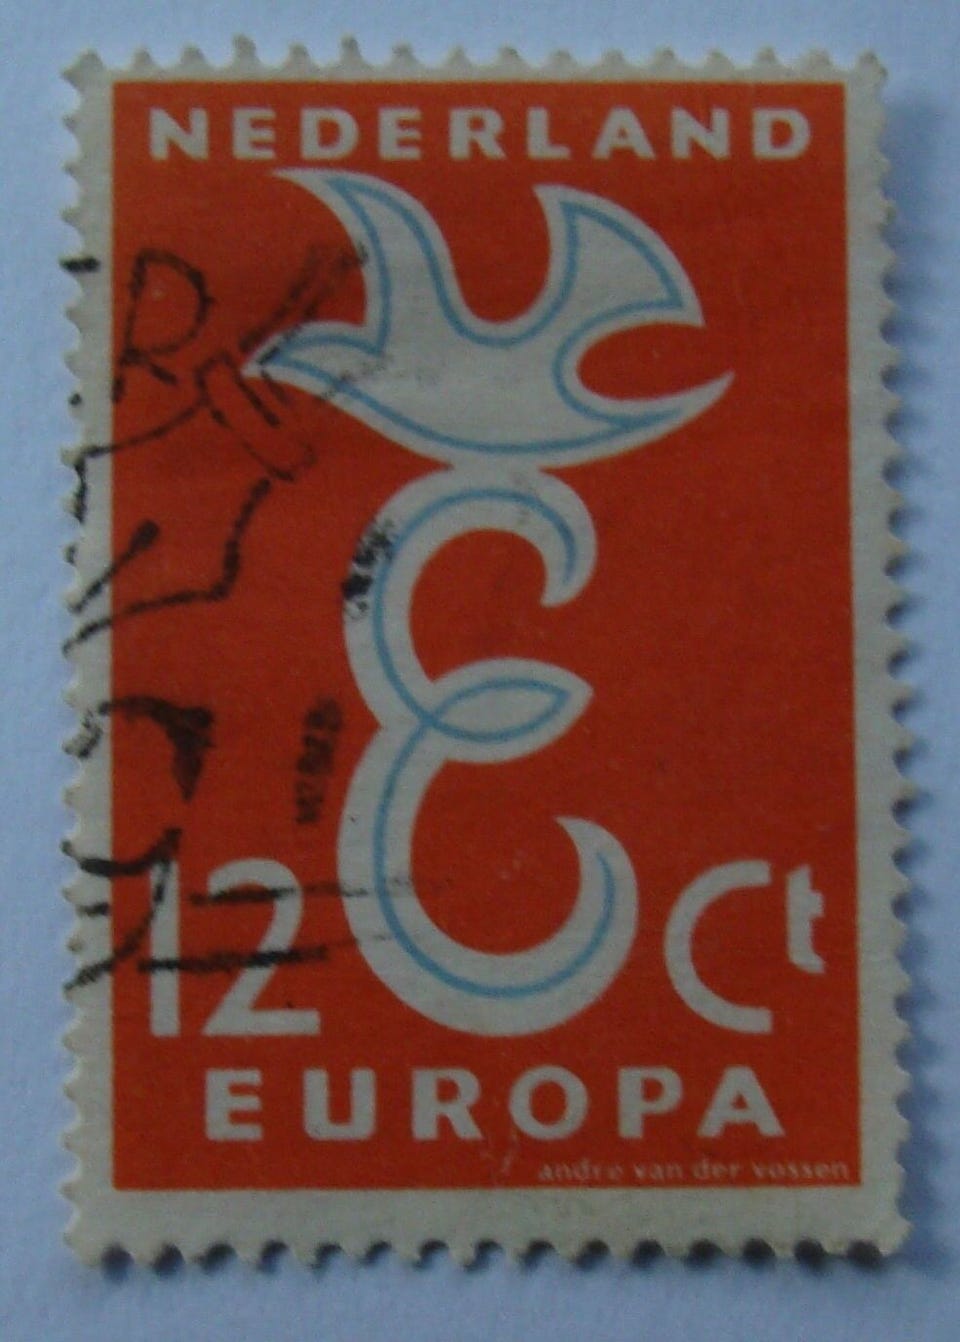 NEDERLAND
E
12 Ct
EUROPA
andre van der vossen